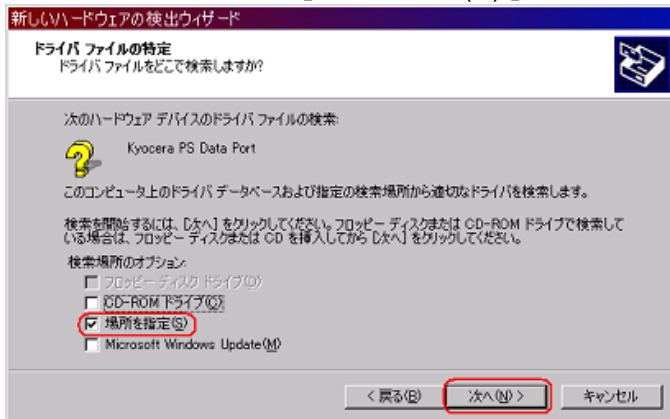 新しいハードウェアの検出ウィザード
ドライバ ファイルの特定
ドライバ ファイルをどこで検索しますか?
次のハードウェア デバイスのドライバ ファイルの検索:
Kyocera PS Data Port
このコンピュータ上のドライバ データベースおよび指定の検索場所から適切なドライバを検索します。
検索を開始するには、[次へ] をクリックしてください。フロッピー ディスクまたは CD-ROM ドライブで検索して
いる場合は、フロッピー ディスクまたは CD を挿入してから [次へ] をクリックしてください。
検索場所のオプション:
フロッピー ディスク ドライブ(D)
CD-ROM ドライブ(C)
場所を指定(S)
Microsoft Windows Update(M)
< 戻る(B)
次へ(N) >
キャンセル